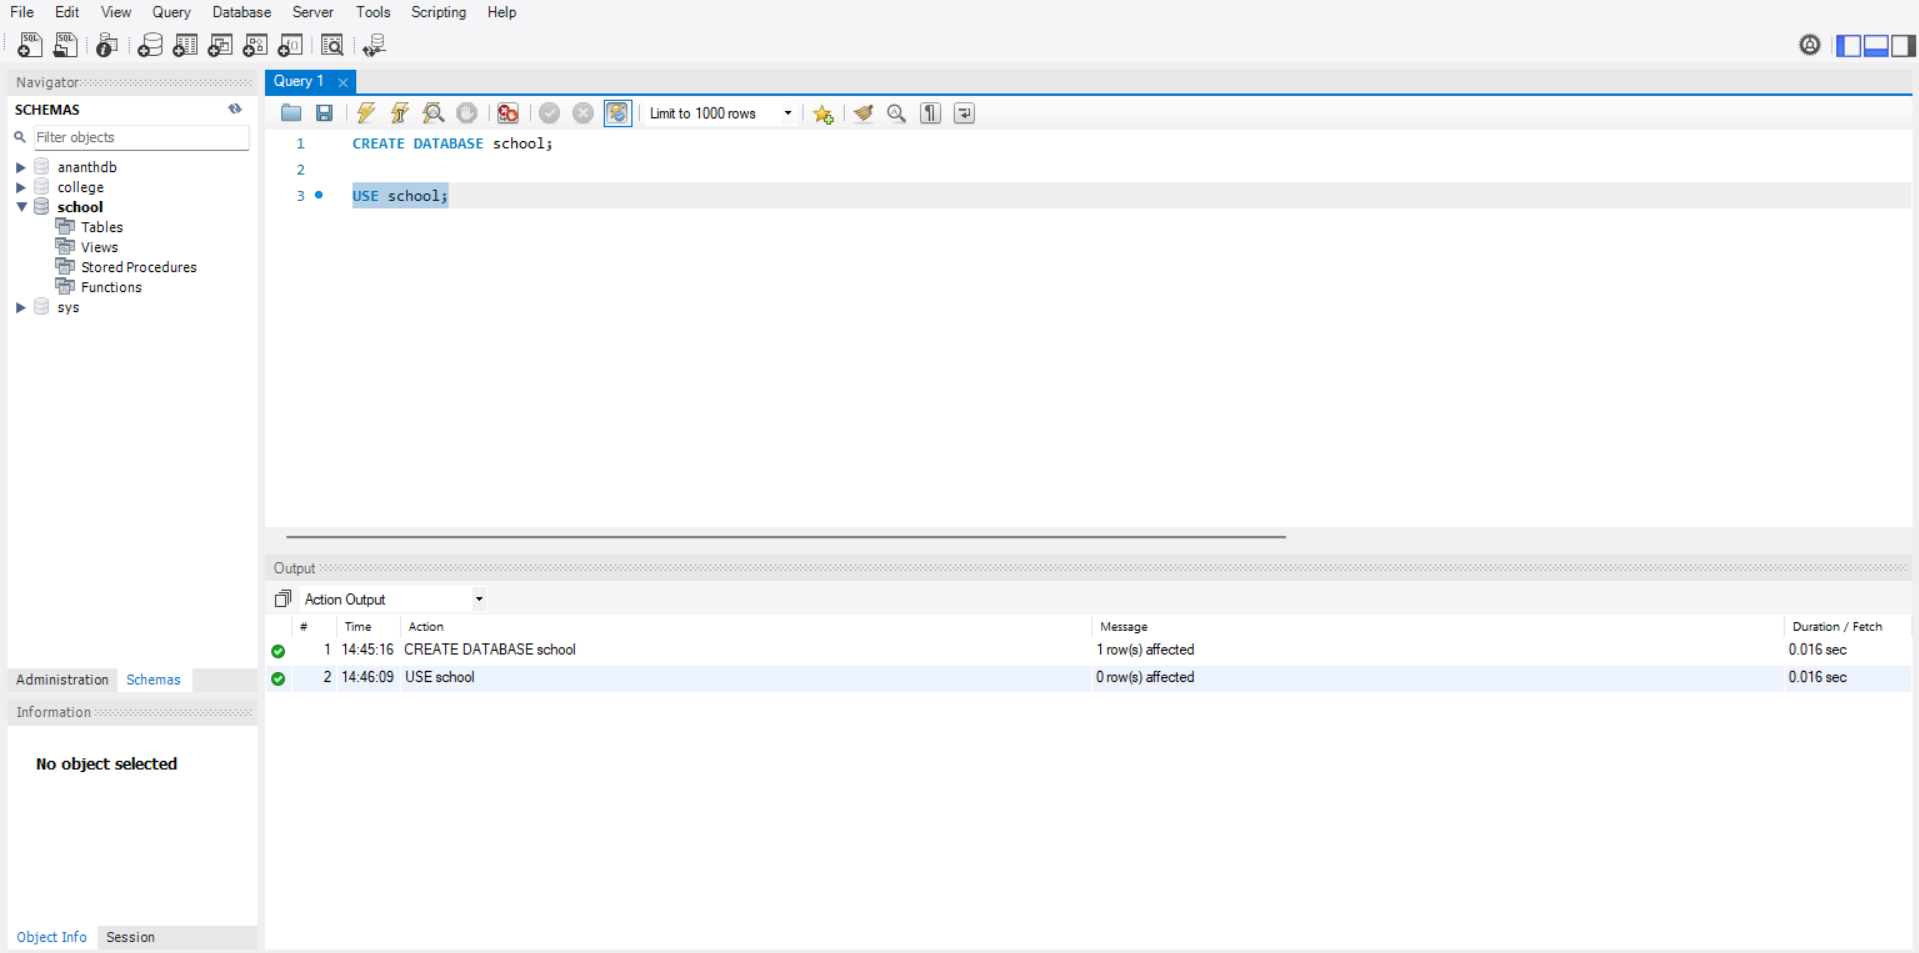 File Edit View Query Database Server Tools Scripting Help
SQL SQL
Navigator
SCHEMAS
Filter objects
ananthdb
college
school
Tables
Views
Stored Procedures
Functions
sys
Administration Schemas
Information
No object selected
Object Info Session
Query 1
Limit to 1000 rows
1 CREATE DATABASE school;
2
3 USE school;
Output
Action Output
# Time Action Message Duration / Fetch
1 14:45:16 CREATE DATABASE school 1 row(s) affected 0.016 sec
2 14:46:09 USE school 0 row(s) affected 0.016 sec